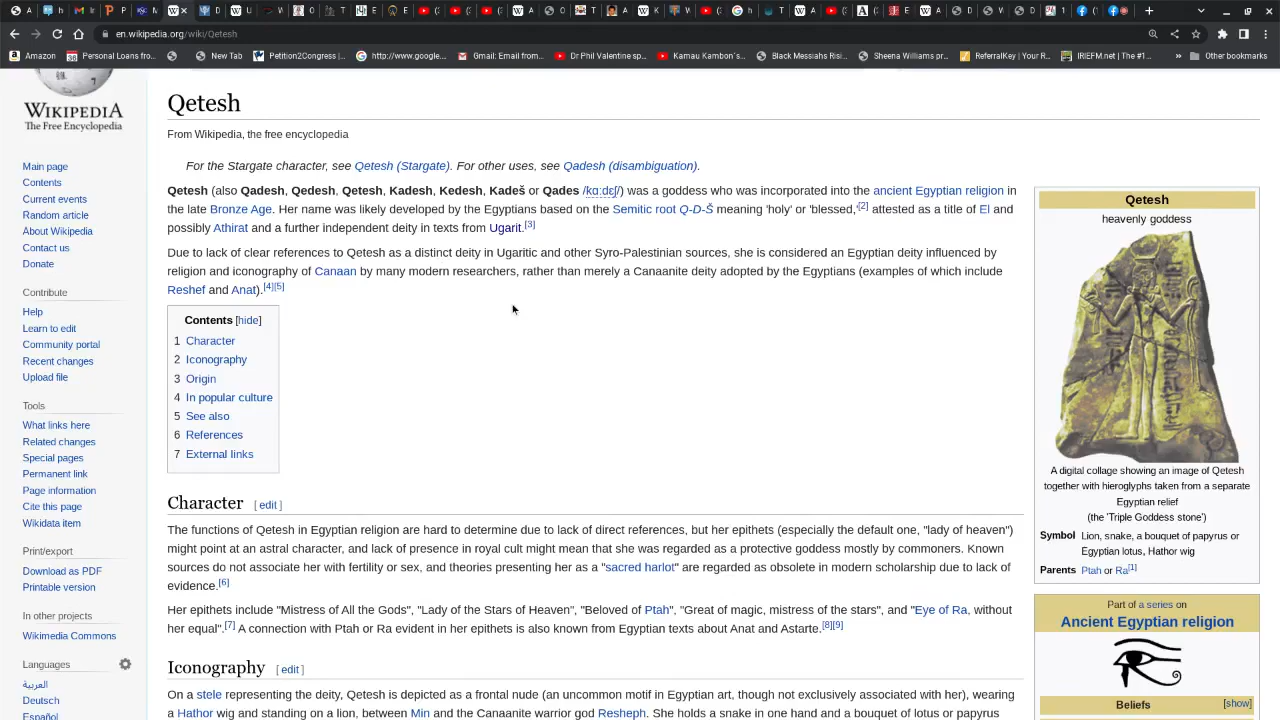 en.wikipedia.org/wiki/Qetesh
Amazon
Personal Loans fro...
New Tab
Petition2Congress |...
http://www.google...
Gmail: Email from...
Dr Phil Valentine sp...
Kamau Kambon`s...
Black Messiahs Risi...
Sheena Williams pr...
ReferralKey | Your R...
IRIEFM.net | The #1...
»
Other bookmarks
WIKIPEDIA
The Free Encyclopedia
Main page
Contents
Current events
Random article
About Wikipedia
Contact us
Donate
Contribute
Help
Learn to edit
Community portal
Recent changes
Upload file
Tools
What links here
Related changes
Special pages
Permanent link
Page information
Cite this page
Wikidata item
Print/export
Download as PDF
Printable version
In other projects
Wikimedia Commons
Languages
العربية
Deutsch
Español
Qetesh
From Wikipedia, the free encyclopedia
For the Stargate character, see Qetesh (Stargate). For other uses, see Qadesh (disambiguation).
Qetesh (also Qadesh, Qedesh, Qetesh, Kadesh, Kedesh, Kadeš or Qades /kɑːdɛʃ/) was a goddess who was incorporated into the ancient Egyptian religion in
the late Bronze Age. Her name was likely developed by the Egyptians based on the Semitic root Q-D-Š meaning 'holy' or 'blessed,'[2] attested as a title of El and
possibly Athirat and a further independent deity in texts from Ugarit.[3]
Due to lack of clear references to Qetesh as a distinct deity in Ugaritic and other Syro-Palestinian sources, she is considered an Egyptian deity influenced by
religion and iconography of Canaan by many modern researchers, rather than merely a Canaanite deity adopted by the Egyptians (examples of which include
Reshef and Anat).[4][5]
Contents [hide]
1 Character
2 Iconography
3 Origin
4 In popular culture
5 See also
6 References
7 External links
Character [ edit ]
The functions of Qetesh in Egyptian religion are hard to determine due to lack of direct references, but her epithets (especially the default one, "lady of heaven")
might point at an astral character, and lack of presence in royal cult might mean that she was regarded as a protective goddess mostly by commoners. Known
sources do not associate her with fertility or sex, and theories presenting her as a "sacred harlot" are regarded as obsolete in modern scholarship due to lack of
evidence.[6]
Her epithets include "Mistress of All the Gods", "Lady of the Stars of Heaven", "Beloved of Ptah", "Great of magic, mistress of the stars", and "Eye of Ra, without
her equal".[7] A connection with Ptah or Ra evident in her epithets is also known from Egyptian texts about Anat and Astarte.[8][9]
Iconography [ edit ]
On a stele representing the deity, Qetesh is depicted as a frontal nude (an uncommon motif in Egyptian art, though not exclusively associated with her), wearing
a Hathor wig and standing on a lion, between Min and the Canaanite warrior god Resheph. She holds a snake in one hand and a bouquet of lotus or papyrus
Qetesh
heavenly goddess
A digital collage showing an image of Qetesh
together with hieroglyphs taken from a separate
Egyptian relief
(the 'Triple Goddess stone')
Symbol Lion, snake, a bouquet of papyrus or
Egyptian lotus, Hathor wig
Parents Ptah or Ra[1]
Part of a series on
Ancient Egyptian religion
Beliefs [show]